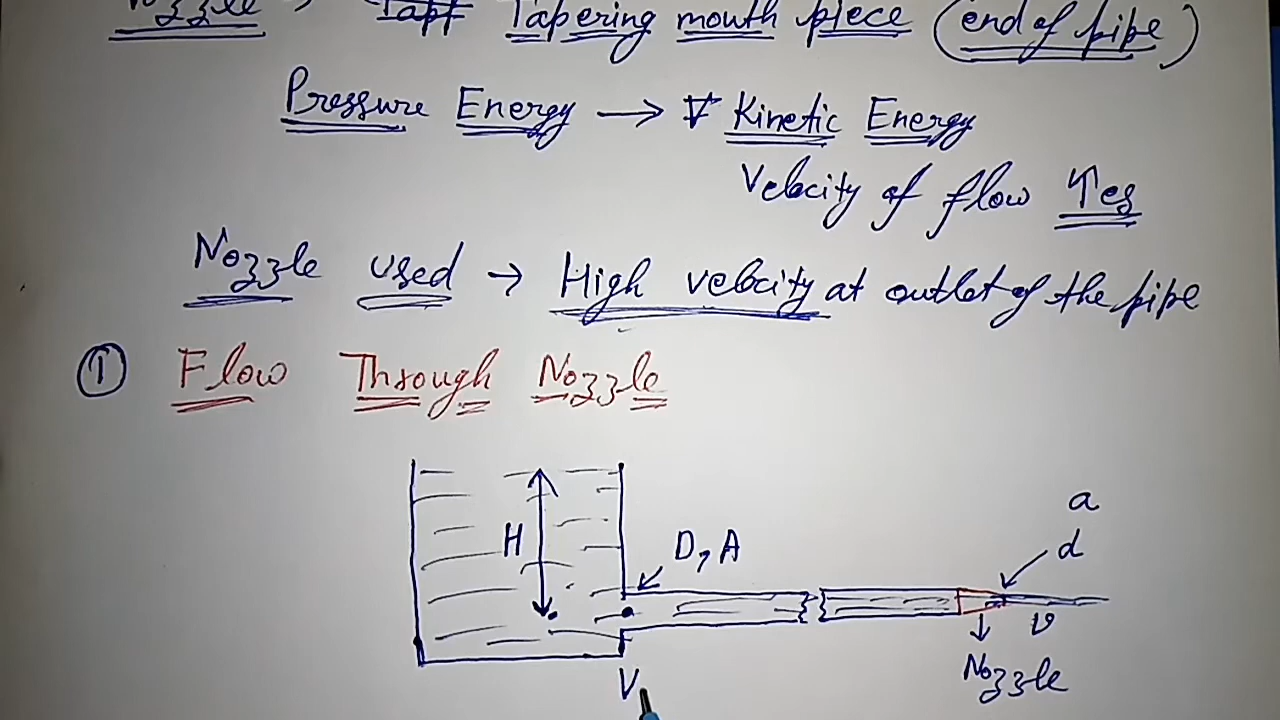 Nozzle → Tapering mouth piece (end of pipe)
Pressure Energy → Kinetic Energy
Velocity of flow ↑es
Nozzle used → High velocity at outlet of the pipe
① Flow Through Nozzle
a
H
D, A
d
v
Nozzle
V